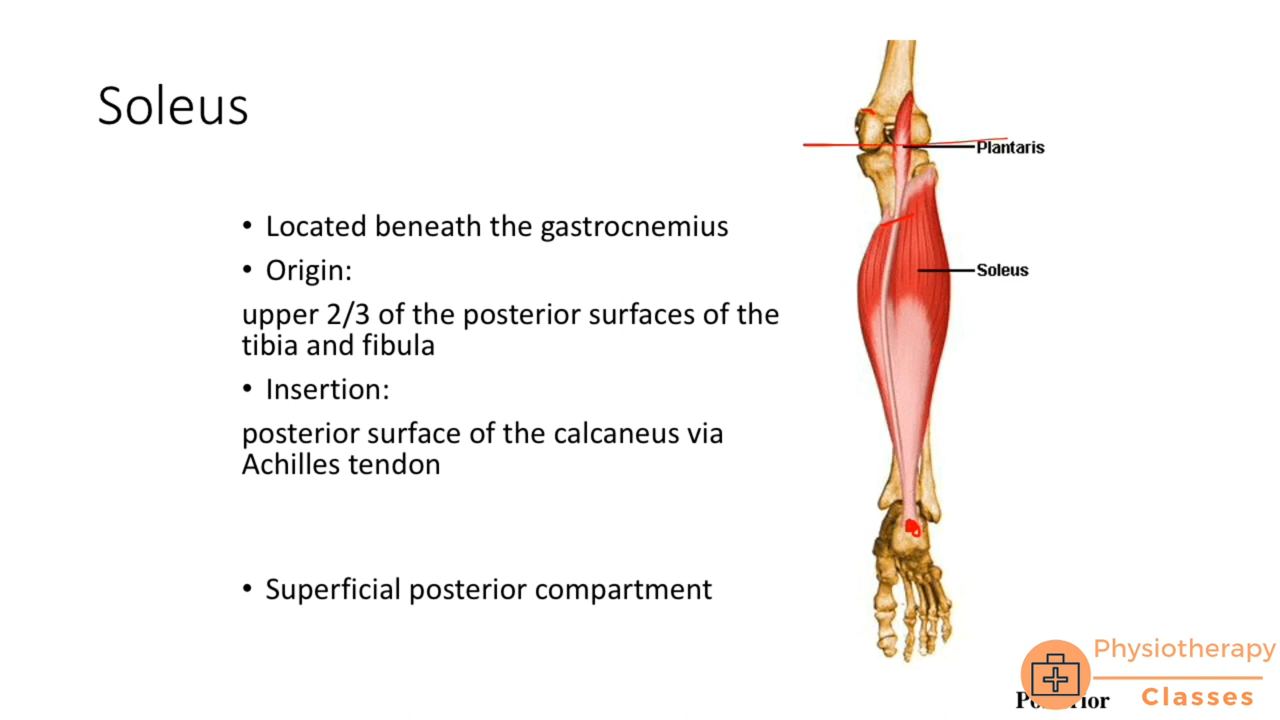 Soleus
• Located beneath the gastrocnemius
• Origin:
upper 2/3 of the posterior surfaces of the
tibia and fibula
• Insertion:
posterior surface of the calcaneus via
Achilles tendon
• Superficial posterior compartment
Plantaris
Soleus
Physiotherapy
Classes